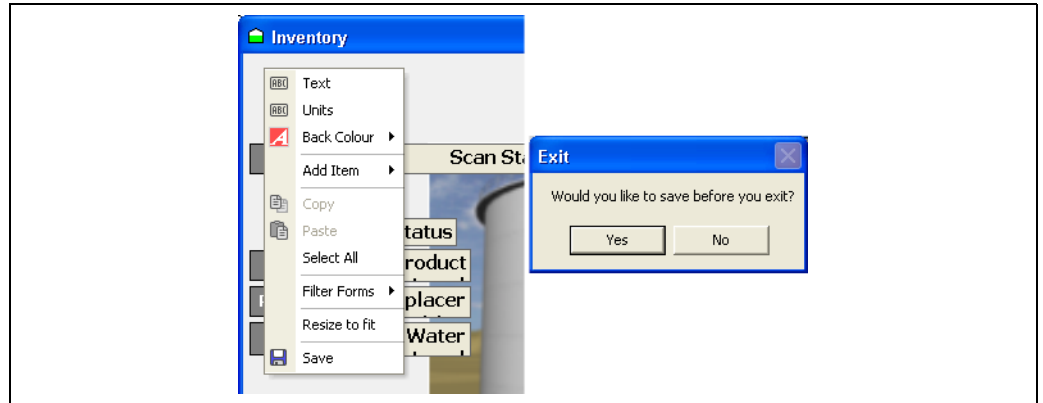 Inventory
Text
Units
Back Colour
Add Item
Copy
Paste
Select All
Filter Forms
Resize to fit
Save
Scan Sta
tatus
roduct
placer
Water
Exit
Would you like to save before you exit?
Yes
No